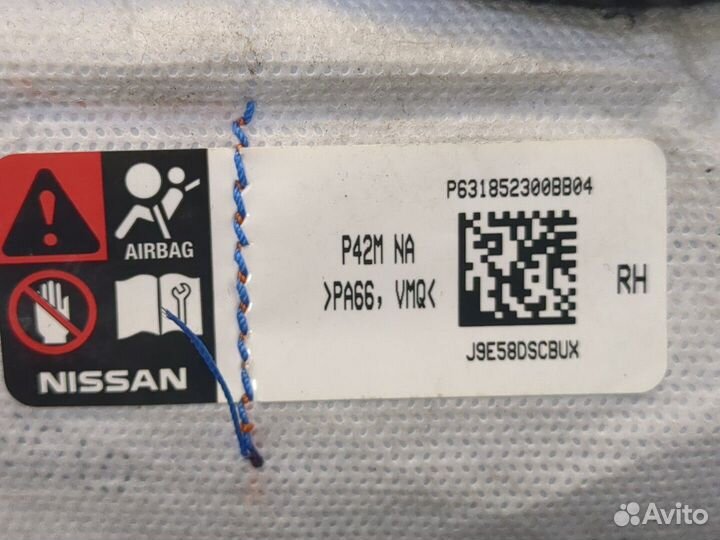 AIRBAG
NISSAN
P42M NA
>PA66, VMQ<
P631852300BB04
J9E58DSCBUX
RH
Avito